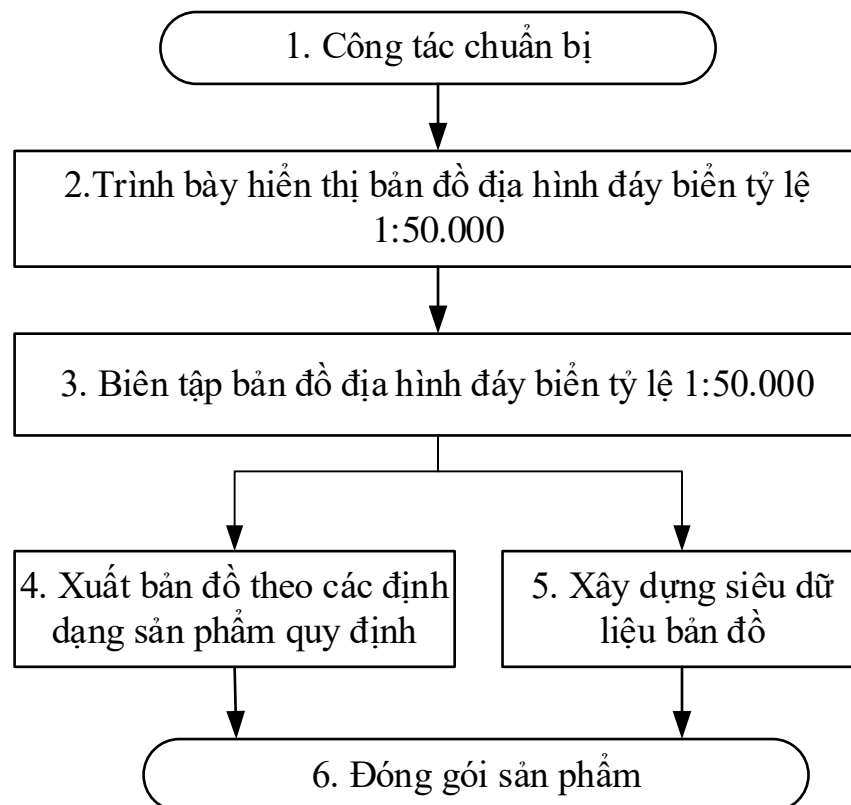 1. Công tác chuẩn bị
2.Trình bày hiển thị bản đồ địa hình đáy biển tỷ lệ
1:50.000
3. Biên tập bản đồ địa hình đáy biển tỷ lệ 1:50.000
4. Xuất bản đồ theo các định
dạng sản phẩm quy định
5. Xây dựng siêu dữ
liệu bản đồ
6. Đóng gói sản phẩm